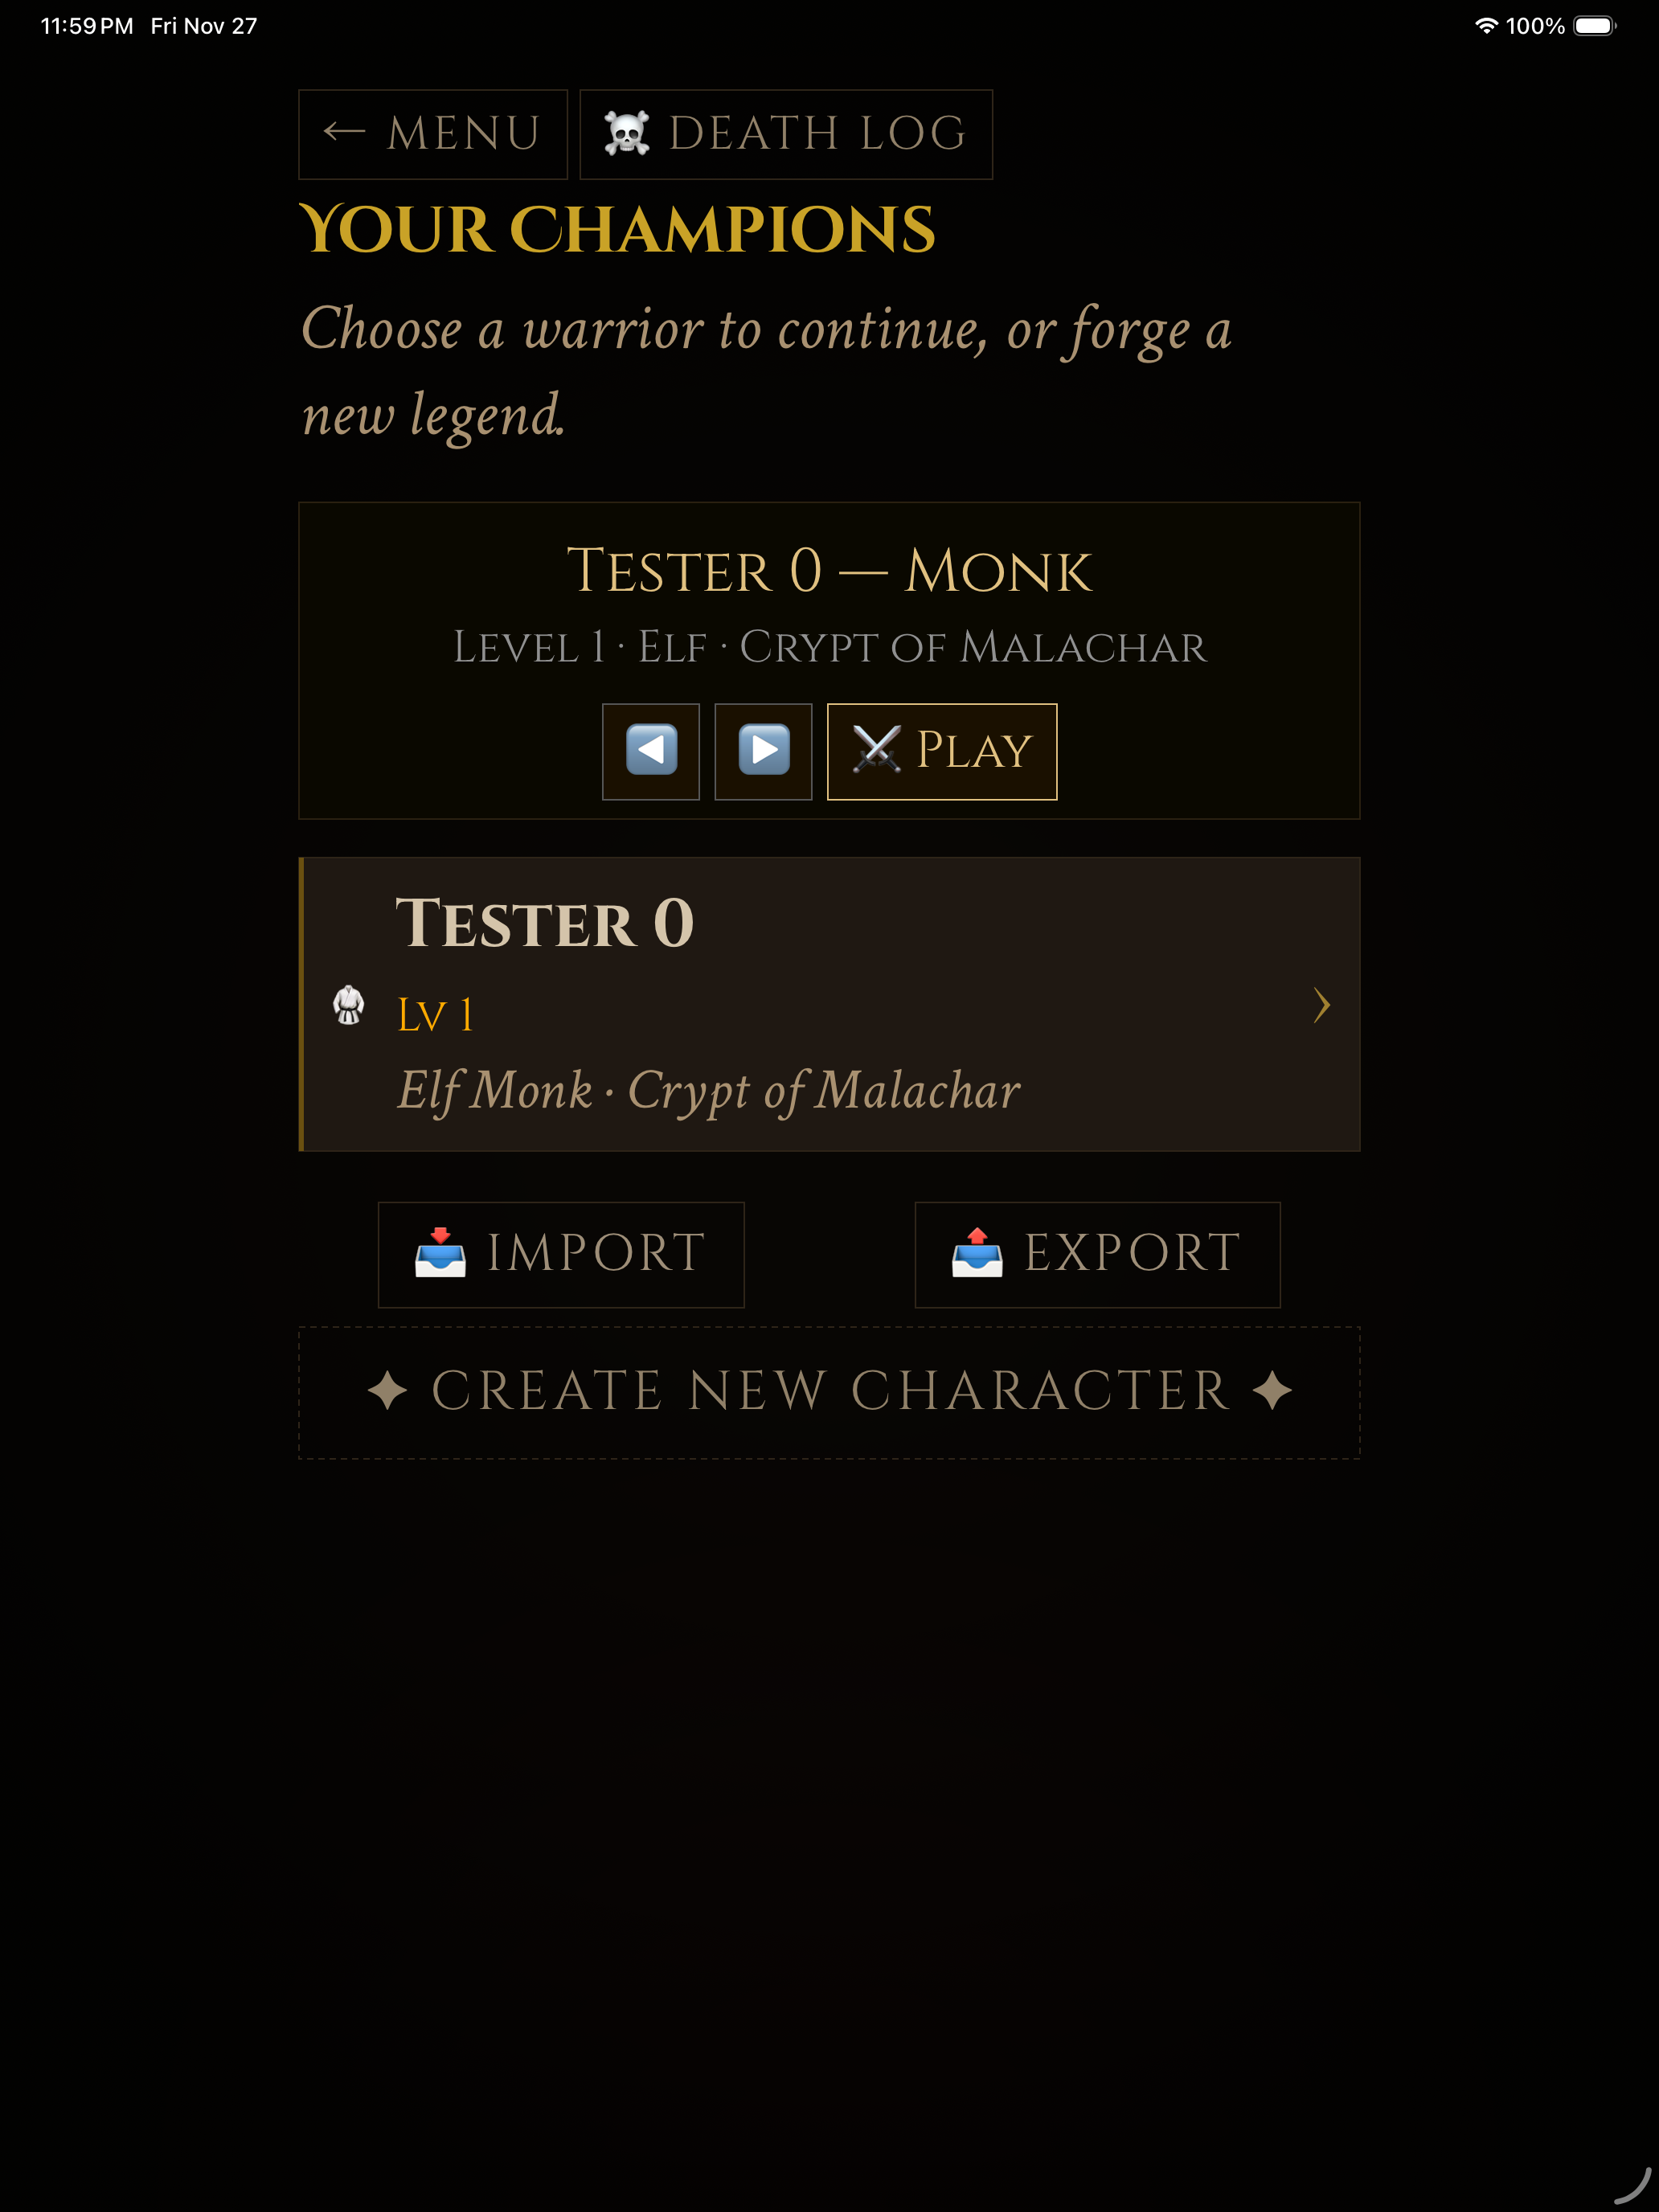 11:59 PM Fri Nov 27
100%
← MENU
☠️ DEATH LOG
Your Champions
Choose a warrior to continue, or forge a
new legend.
Tester 0 — Monk
Level 1 · Elf · Crypt of Malachar
◀️ ▶️ ⚔️ Play
Tester 0
Lv 1
Elf Monk · Crypt of Malachar
📥 IMPORT
📤 EXPORT
✦ CREATE NEW CHARACTER ✦